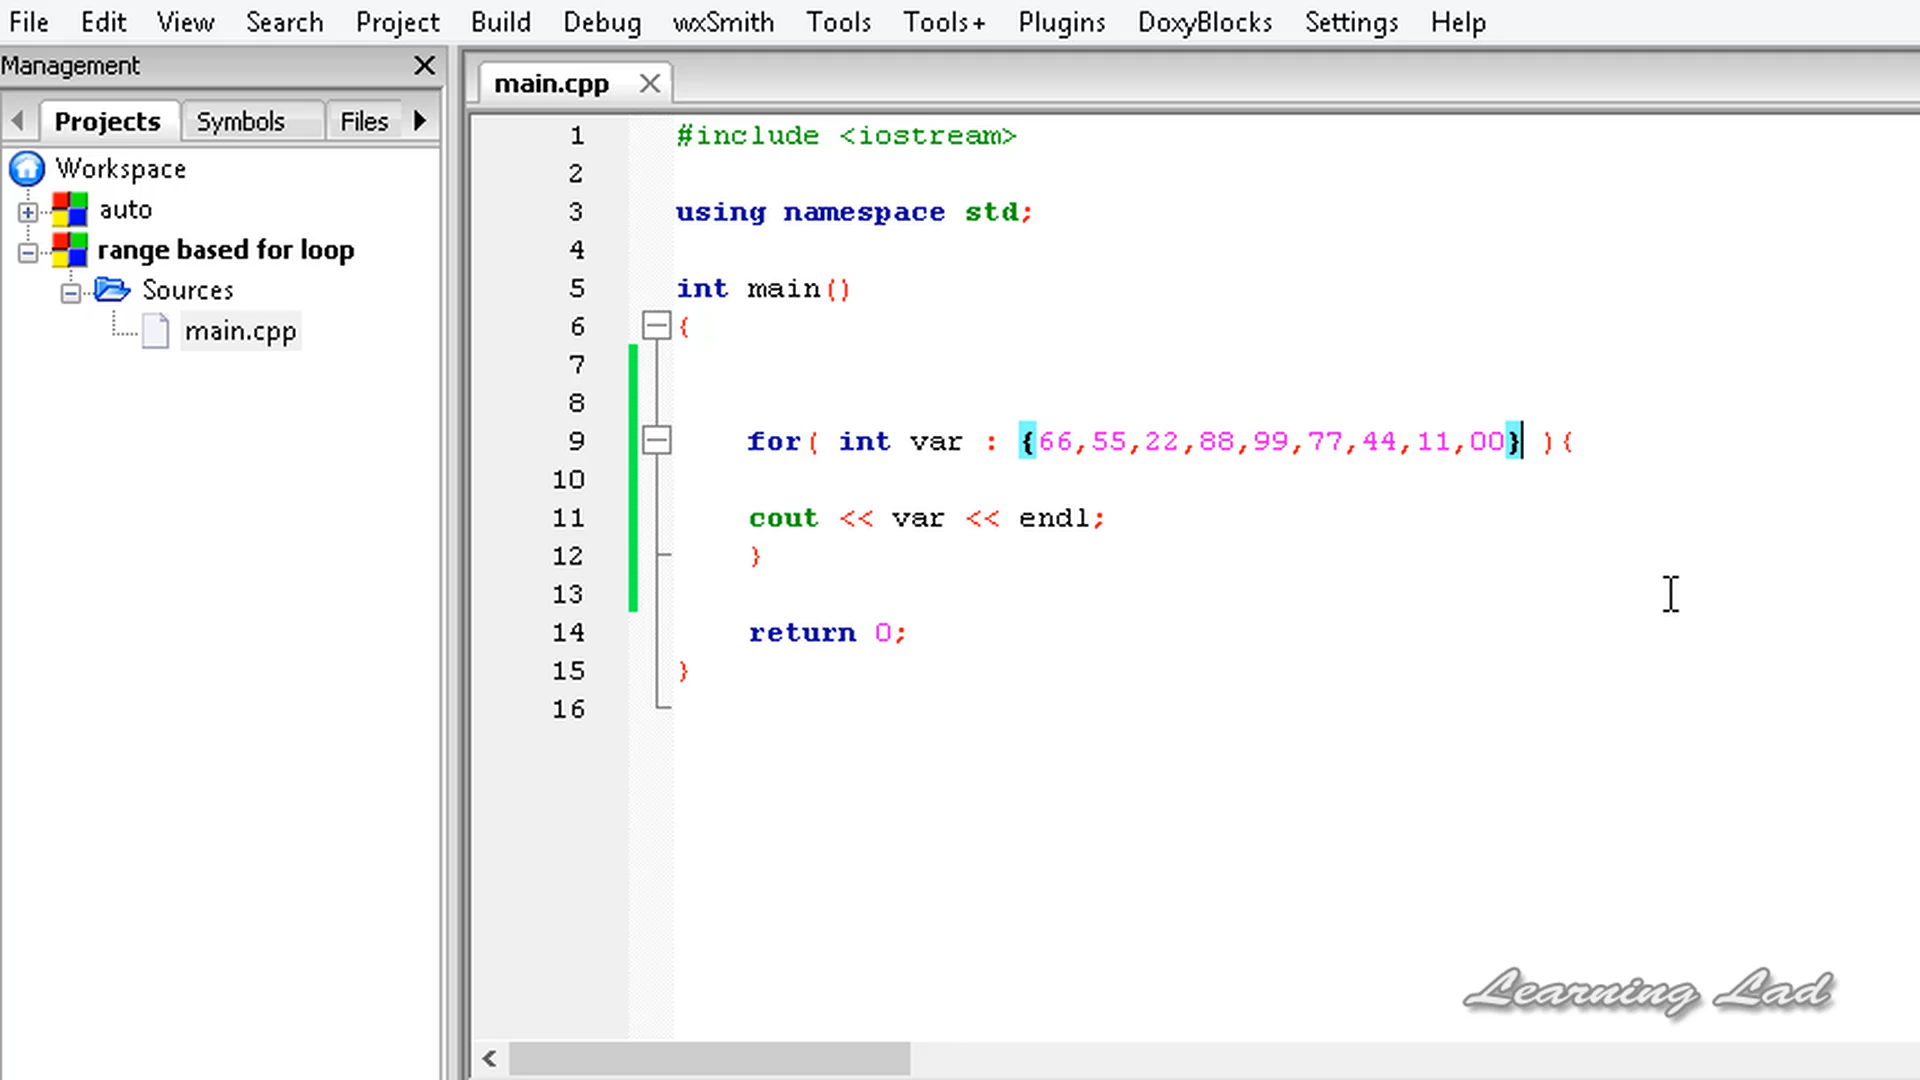 File Edit View Search Project Build Debug wxSmith Tools Tools+ Plugins DoxyBlocks Settings Help
Management
main.cpp
Projects Symbols Files
Workspace
auto
range based for loop
Sources
main.cpp
1 #include <iostream>
2
3 using namespace std;
4
5 int main()
6 {
7
8
9 for( int var : {66,55,22,88,99,77,44,11,00} ){
10
11 cout << var << endl;
12 }
13
14 return 0;
15 }
16
Learning Lad